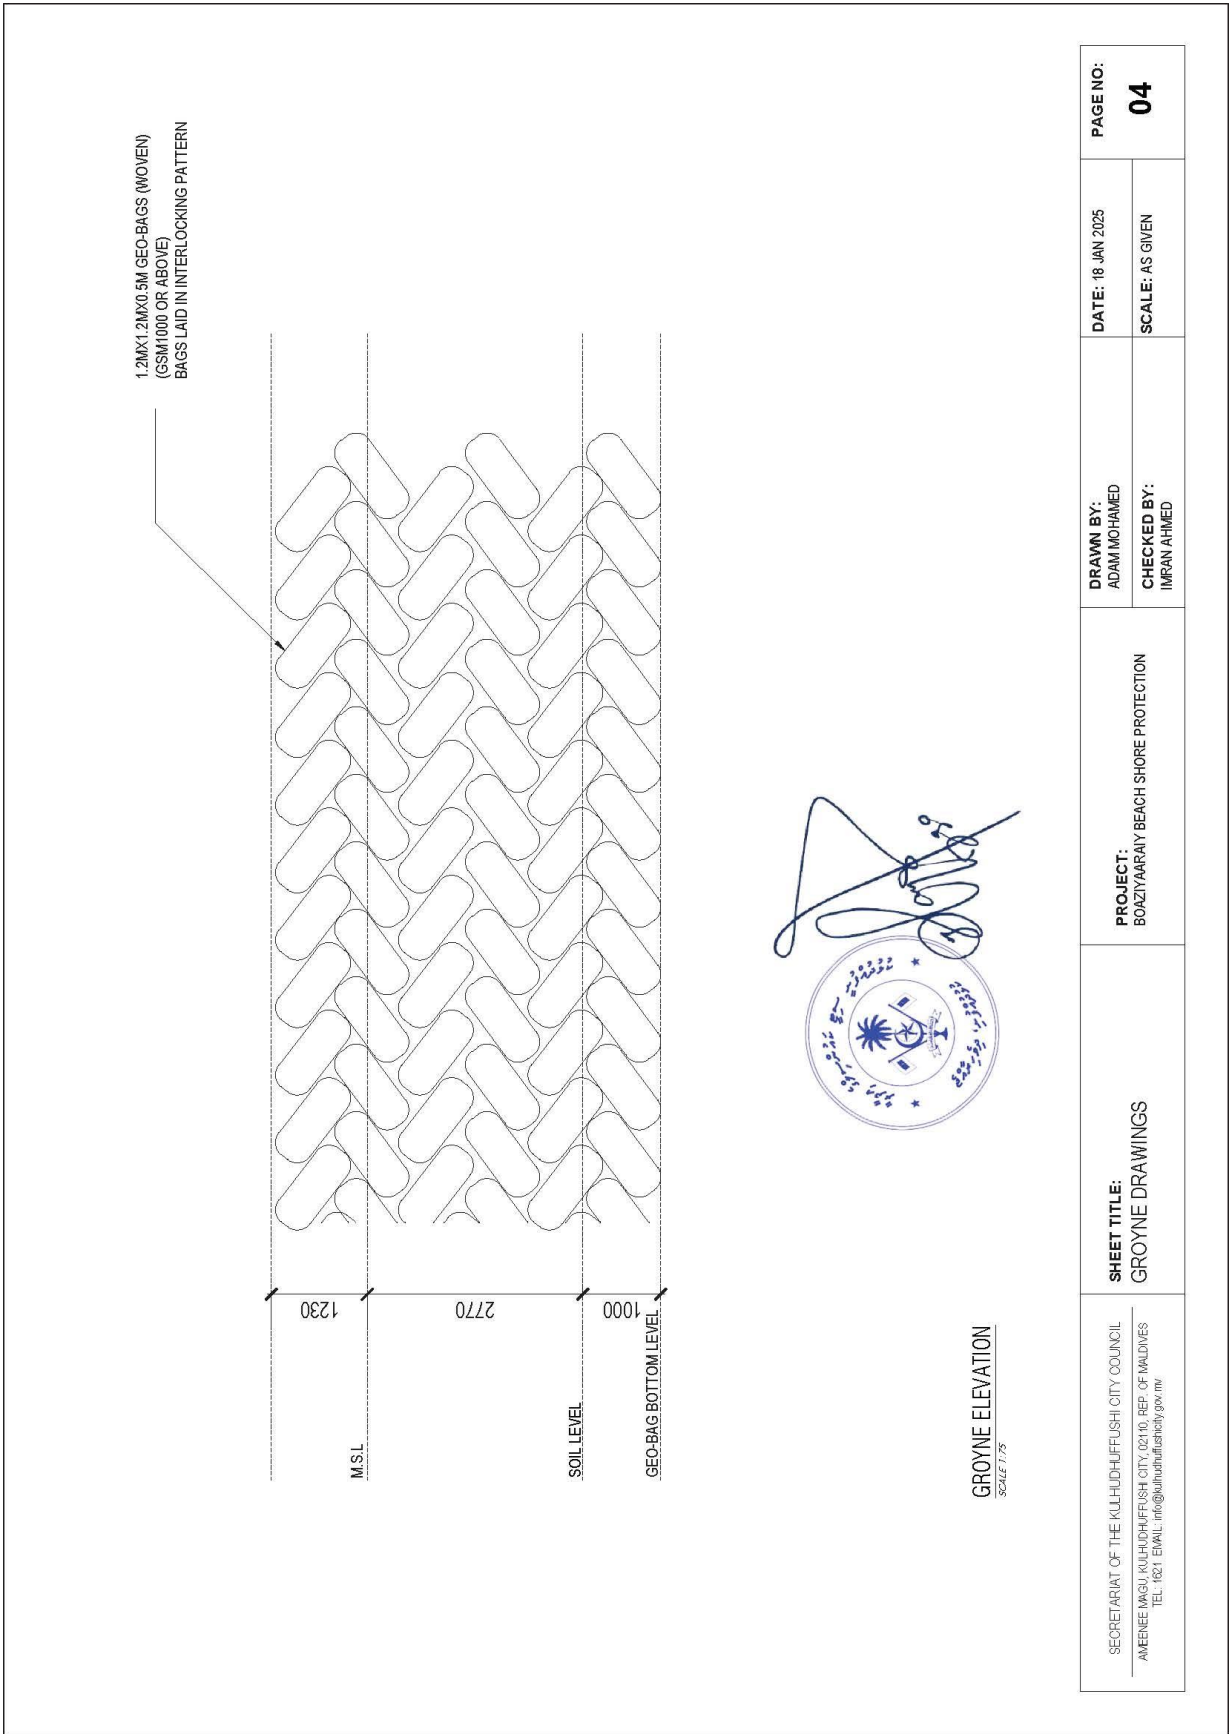 1.2MX1.2MX0.5M GEO-BAGS (WOVEN)
(GSM1000 OR ABOVE)
BAGS LAID IN INTERLOCKING PATTERN
1230
2770
1000
M.S.L
SOIL LEVEL
GEO-BAG BOTTOM LEVEL
GROYNE ELEVATION
SCALE 1:75
SECRETARIAT OF THE KULHUDHUFFUSHI CITY COUNCIL
AMEENEE MAGU, KULHUDHUFFUSHI CITY, 02110, REP. OF MALDIVES
TEL: 1621 EMAIL: info@kulhudhuffushicity.gov.mv
SHEET TITLE:
GROYNE DRAWINGS
PROJECT:
BOAZIYAARAIY BEACH SHORE PROTECTION
DRAWN BY:
ADAM MOHAMED
CHECKED BY:
IMRAN AHMED
DATE: 18 JAN 2025
SCALE: AS GIVEN
PAGE NO:
04